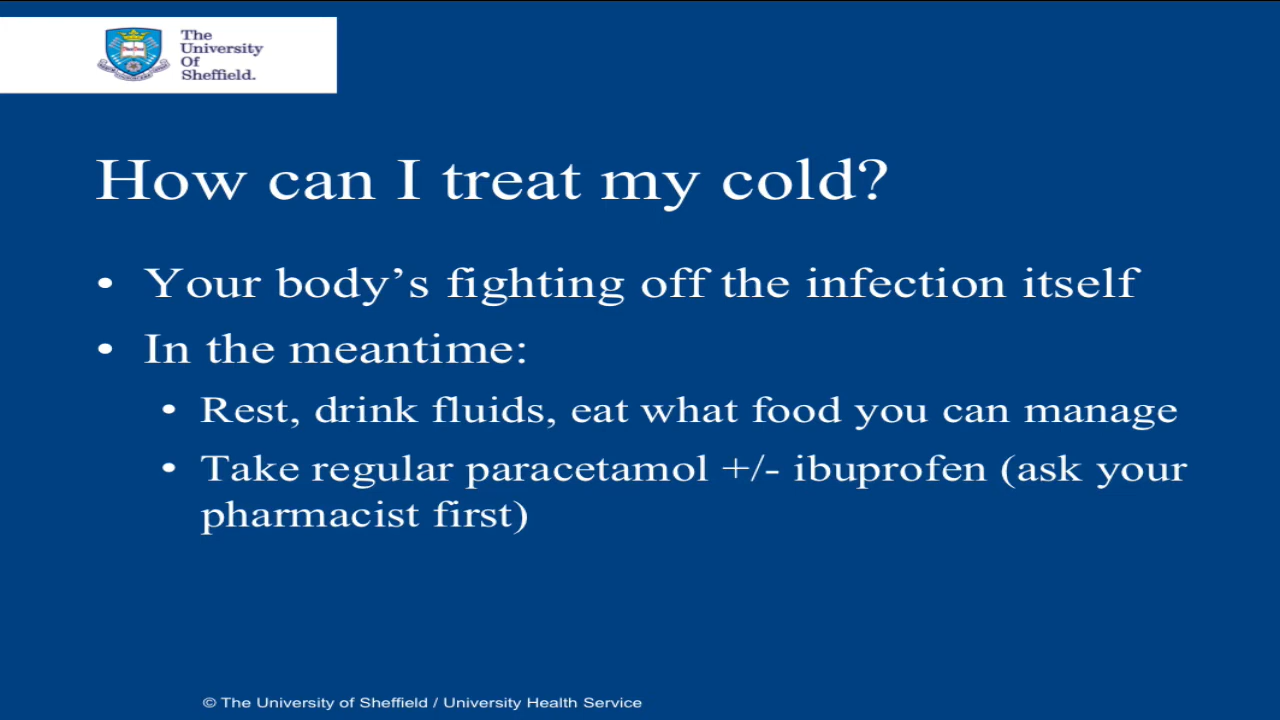 The
University
Of
Sheffield.
How can I treat my cold?
• Your body’s fighting off the infection itself
• In the meantime:
• Rest, drink fluids, eat what food you can manage
• Take regular paracetamol +/- ibuprofen (ask your
pharmacist first)
© The University of Sheffield / University Health Service